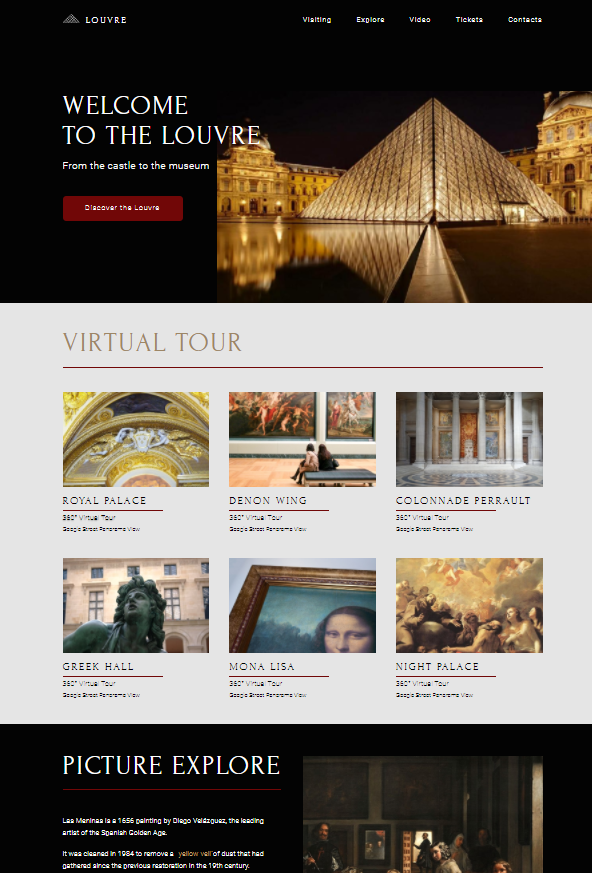 LOUVRE
Visiting
Explore
Video
Tickets
Contacts
WELCOME
TO THE LOUVRE
From the castle to the museum
Discover the Louvre
VIRTUAL TOUR
ROYAL PALACE
360° Virtual Tour
Google Street Panorama View
DENON WING
360° Virtual Tour
Google Street Panorama View
COLONNADE PERRAULT
360° Virtual Tour
Google Street Panorama View
GREEK HALL
360° Virtual Tour
Google Street Panorama View
MONA LISA
360° Virtual Tour
Google Street Panorama View
NIGHT PALACE
360° Virtual Tour
Google Street Panorama View
PICTURE EXPLORE
Las Meninas is a 1656 painting by Diego Velázquez, the leading
artist of the Spanish Golden Age.
It was cleaned in 1984 to remove a "yellow veil" of dust that had
gathered since the previous restoration in the 19th century.